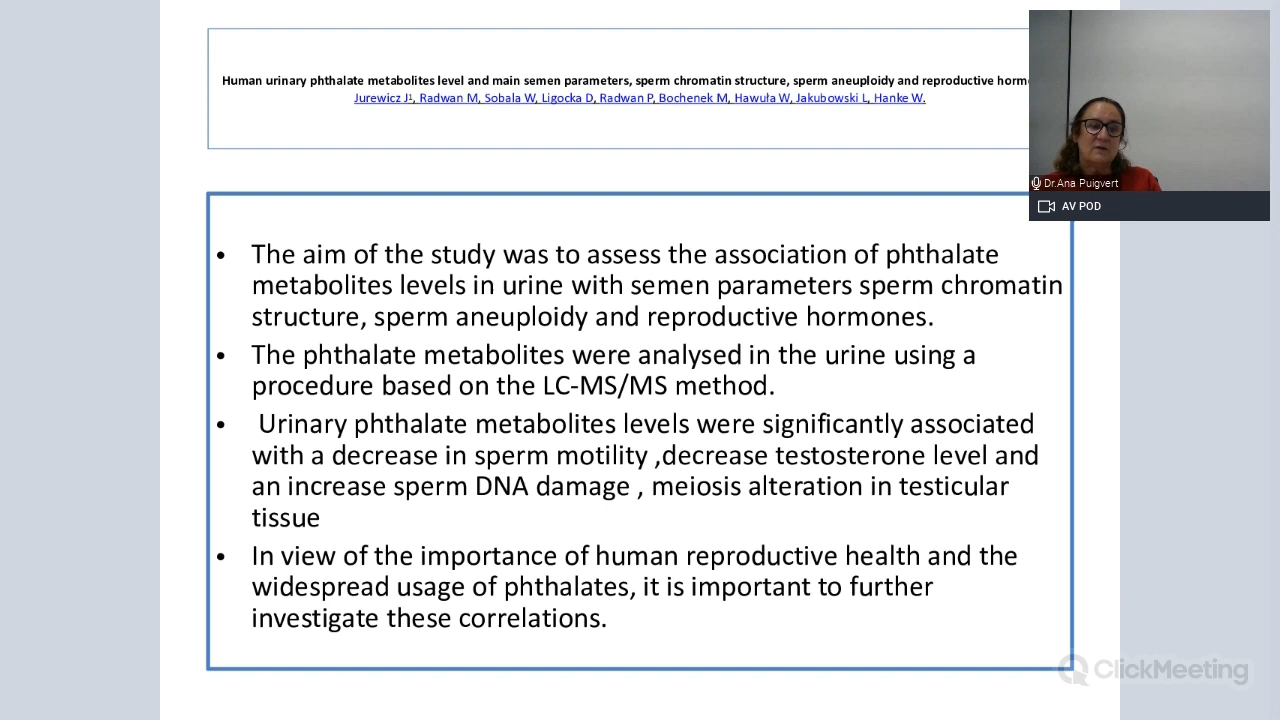 Human urinary phthalate metabolites level and main semen parameters, sperm chromatin structure, sperm aneuploidy and reproductive
Jurewicz J¹, Radwan M, Sobala W, Ligocka D, Radwan P, Bochenek M, Hawuła W, Jakubowski L, Hanke W.
Dr.Ana Puigvert
AV POD
• The aim of the study was to assess the association of phthalate
metabolites levels in urine with semen parameters sperm chromatin
structure, sperm aneuploidy and reproductive hormones.
• The phthalate metabolites were analysed in the urine using a
procedure based on the LC-MS/MS method.
• Urinary phthalate metabolites levels were significantly associated
with a decrease in sperm motility ,decrease testosterone level and
an increase sperm DNA damage , meiosis alteration in testicular
tissue
• In view of the importance of human reproductive health and the
widespread usage of phthalates, it is important to further
investigate these correlations.
ClickMeeting